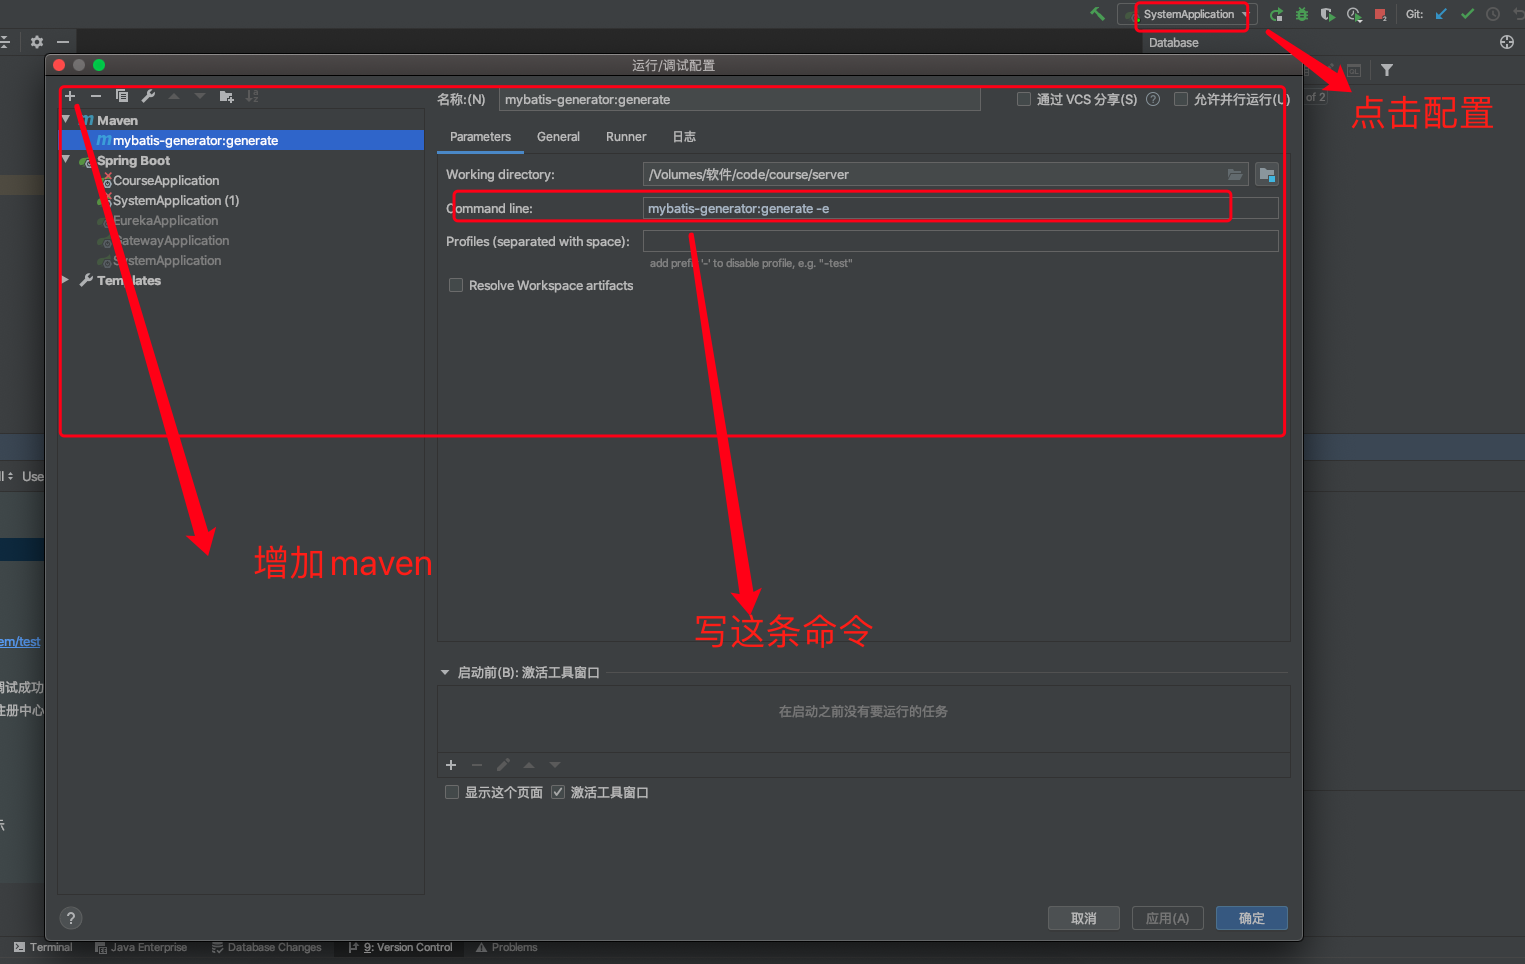 SystemApplication
Git:
Database
运行/调试配置
名称:(N)
mybatis-generator:generate
通过 VCS 分享(S)
允许并行运行(U)
of 2
点击配置
Maven
mybatis-generator:generate
Spring Boot
CourseApplication
SystemApplication (1)
EurekaApplication
GatewayApplication
SystemApplication
Templates
Parameters
General
Runner
日志
Working directory:
/Volumes/软件/code/course/server
Command line:
mybatis-generator:generate -e
Profiles (separated with space):
add prefix '-' to disable profile, e.g. "-test"
Resolve Workspace artifacts
Use
增加maven
写这条命令
em/test
调试成功
注册中心
示
启动前(B): 激活工具窗口
在启动之前没有要运行的任务
显示这个页面
激活工具窗口
?
取消
应用(A)
确定
Terminal
Java Enterprise
Database Changes
9: Version Control
Problems